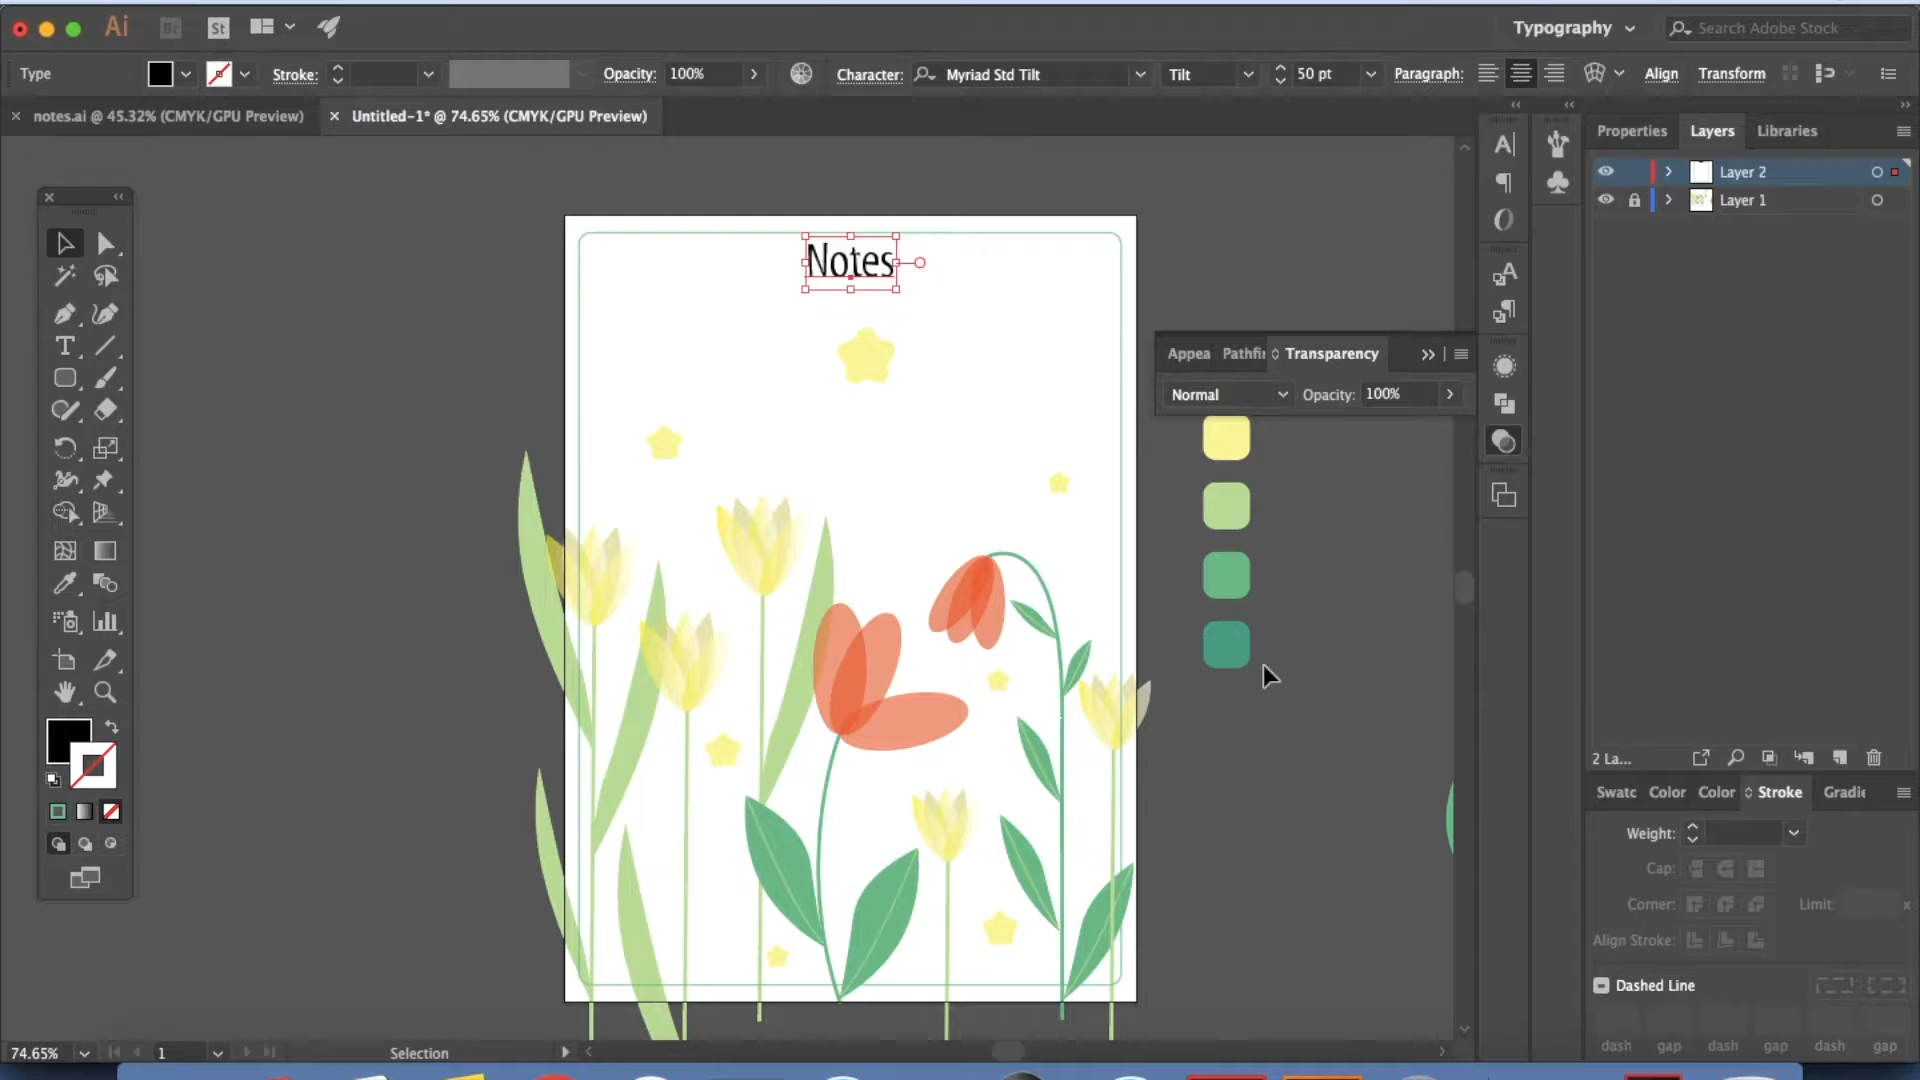 Ai Br St Typography Search Adobe Stock
Type Stroke: Opacity: 100% Character: Myriad Std Tilt Tilt 50 pt Paragraph: Align Transform
× notes.ai @ 45.32% (CMYK/GPU Preview) × Untitled-1* @ 74.65% (CMYK/GPU Preview)
Properties Layers Libraries
Layer 2
Layer 1
Notes
Appea Pathfi Transparency
Normal Opacity: 100%
2 La...
Swatc Color Color Stroke Gradie
Weight:
Cap:
Corner: Limit: x
Align Stroke:
Dashed Line
dash gap dash gap dash gap
74.65% 1 Selection